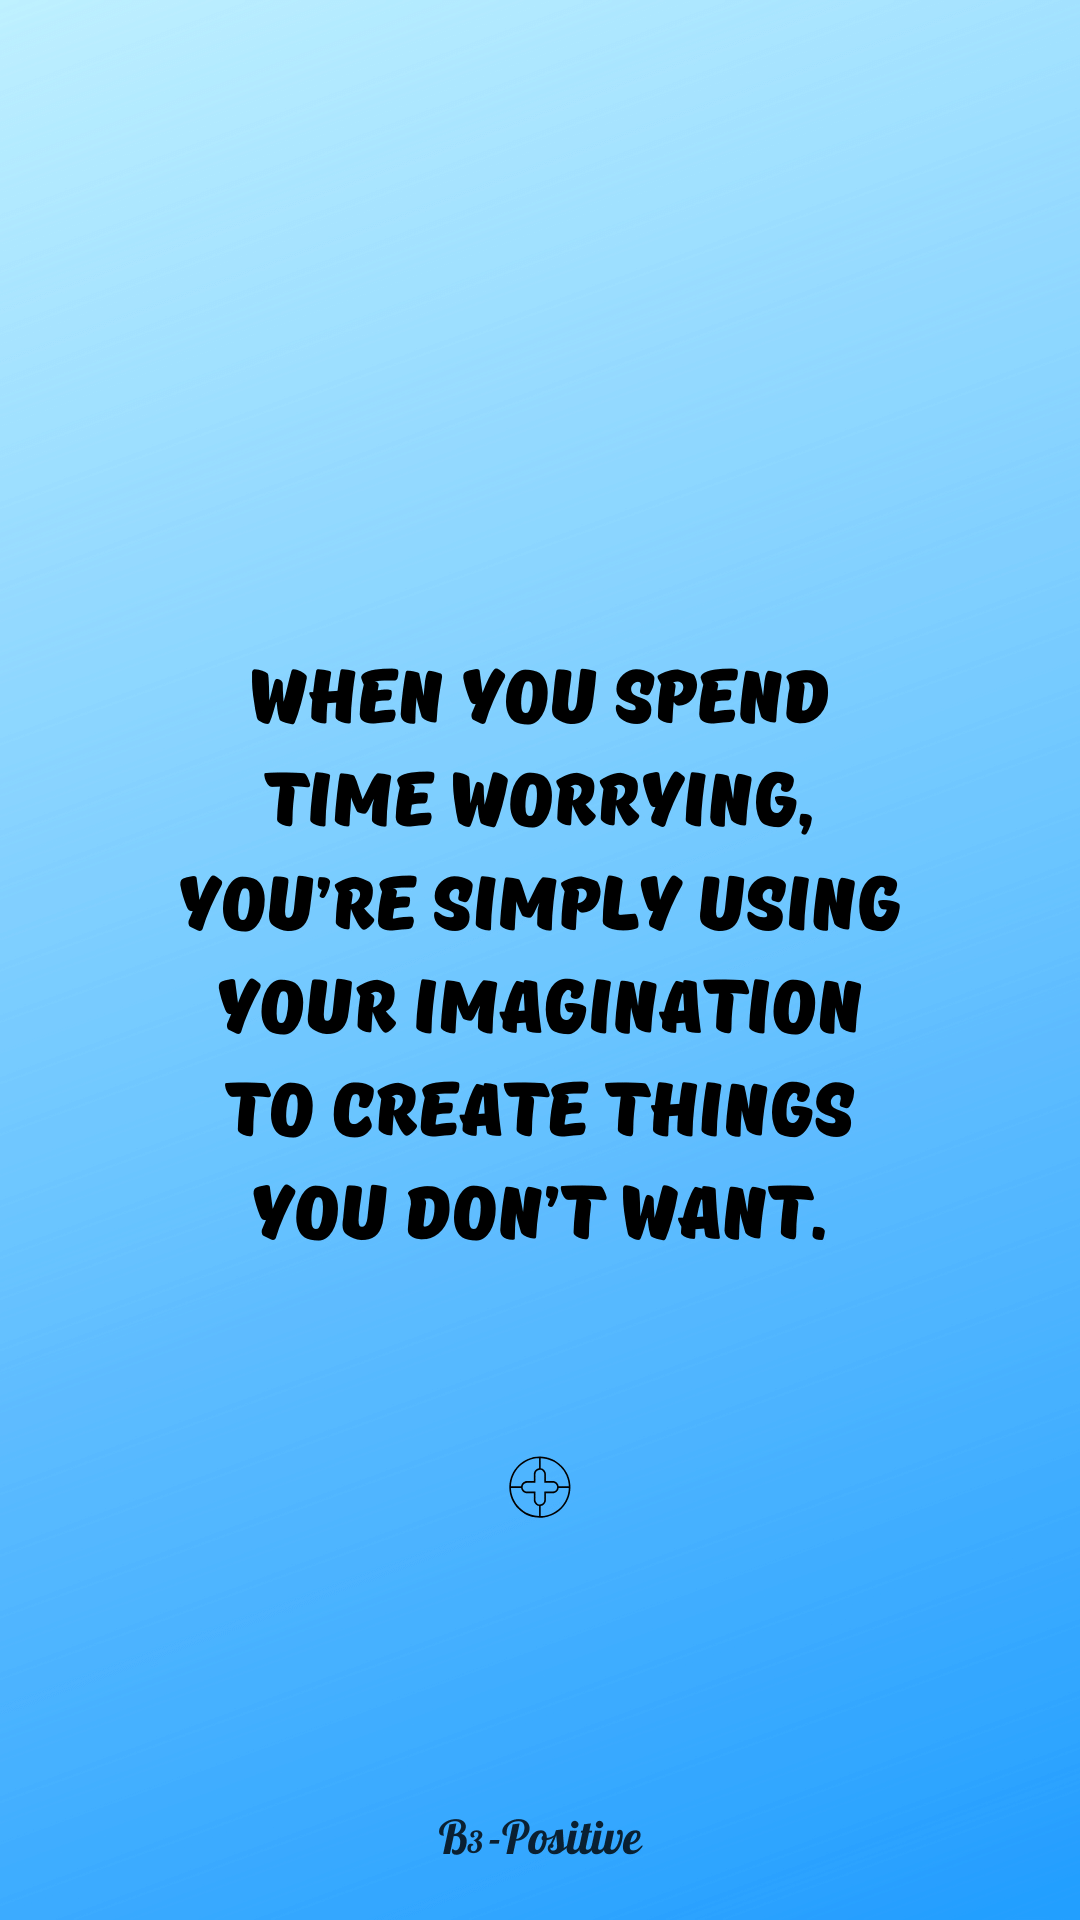 WHEN YOU SPEND
TIME WORRYING,
YOU'RE SIMPLY USING
YOUR IMAGINATION
TO CREATE THINGS
YOU DON'T WANT.
B3-Positive